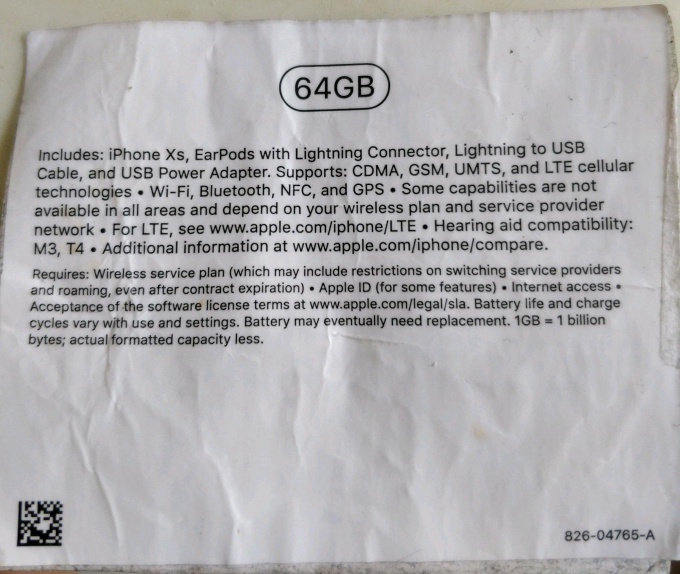 64GB
Includes: iPhone Xs, EarPods with Lightning Connector, Lightning to USB
Cable, and USB Power Adapter. Supports: CDMA, GSM, UMTS, and LTE cellular
technologies • Wi-Fi, Bluetooth, NFC, and GPS • Some capabilities are not
available in all areas and depend on your wireless plan and service provider
network • For LTE, see www.apple.com/iphone/LTE • Hearing aid compatibility:
M3, T4 • Additional information at www.apple.com/iphone/compare.
Requires: Wireless service plan (which may include restrictions on switching service providers
and roaming, even after contract expiration) • Apple ID (for some features) • Internet access •
Acceptance of the software license terms at www.apple.com/legal/sla. Battery life and charge
cycles vary with use and settings. Battery may eventually need replacement. 1GB = 1 billion
bytes; actual formatted capacity less.
826-04765-A